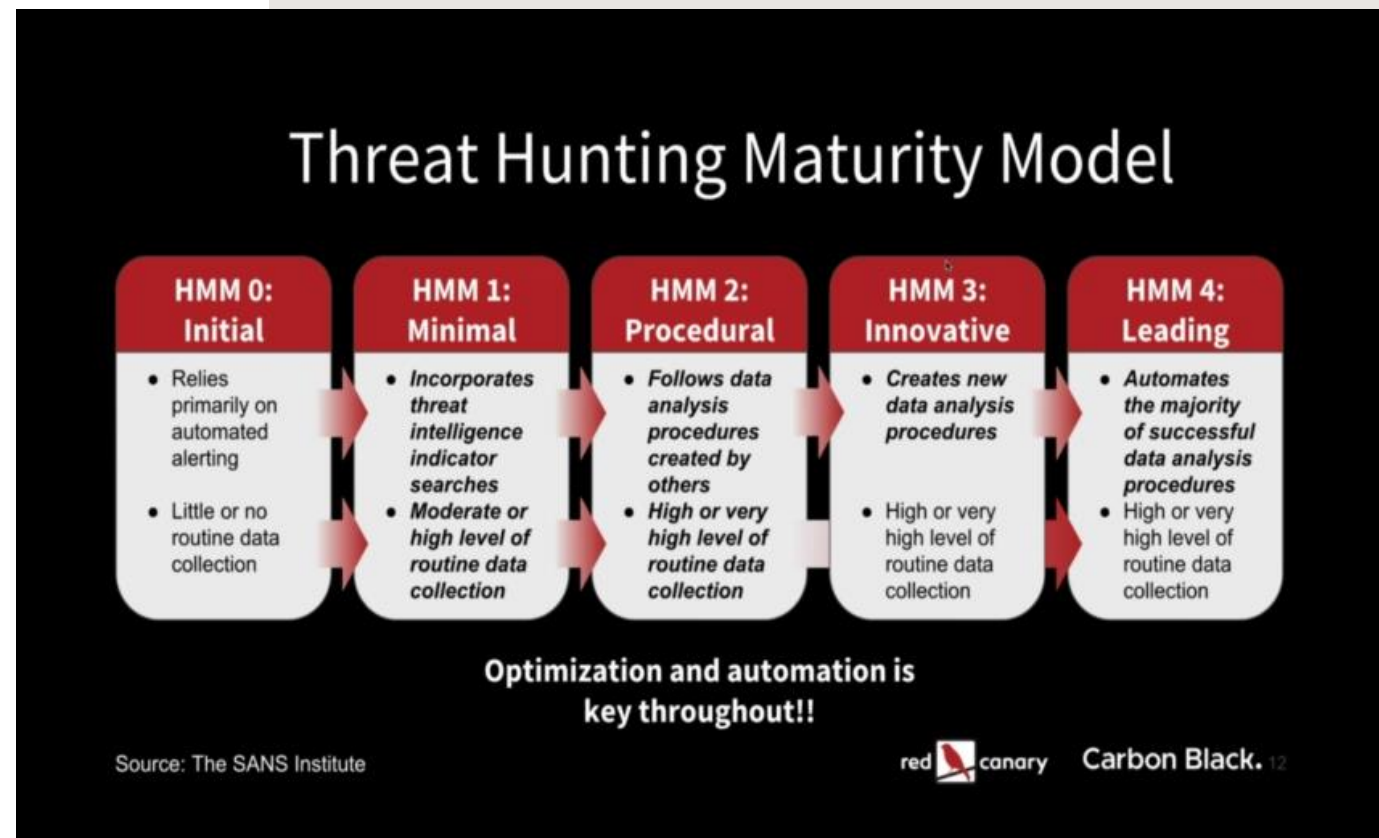 Threat Hunting Maturity Model
HMM 0:
Initial
• Relies
primarily on
automated
alerting
• Little or no
routine data
collection
HMM 1:
Minimal
• Incorporates
threat
intelligence
indicator
searches
• Moderate or
high level of
routine data
collection
HMM 2:
Procedural
• Follows data
analysis
procedures
created by
others
• High or very
high level of
routine data
collection
HMM 3:
Innovative
• Creates new
data analysis
procedures
• High or very
high level of
routine data
collection
HMM 4:
Leading
• Automates
the majority
of successful
data analysis
procedures
• High or very
high level of
routine data
collection
Optimization and automation is
key throughout!!
Source: The SANS Institute
red canary
Carbon Black. 12